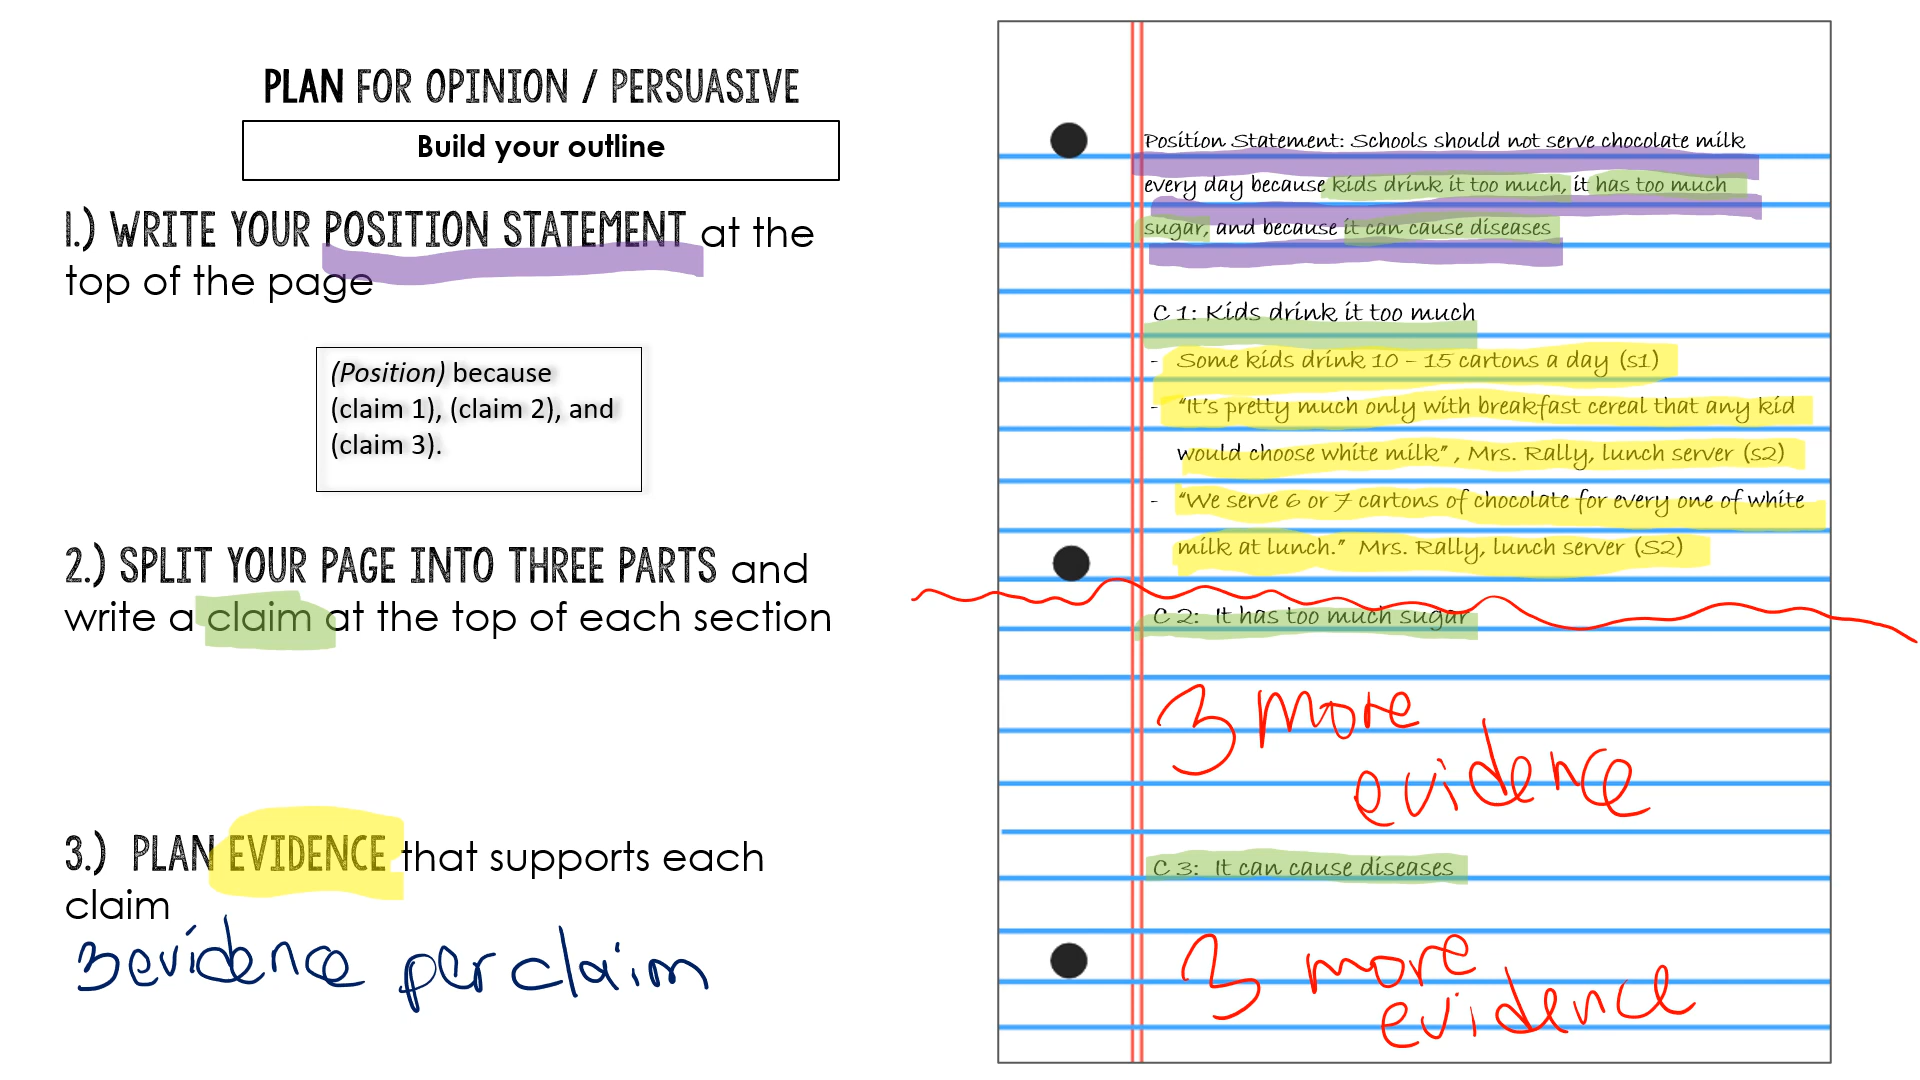 PLAN FOR OPINION / PERSUASIVE
Build your outline
1.) WRITE YOUR POSITION STATEMENT at the
top of the page
(Position) because
(claim 1), (claim 2), and
(claim 3).
2.) SPLIT YOUR PAGE INTO THREE PARTS and
write a claim at the top of each section
3.) PLAN EVIDENCE that supports each
claim
3 evidence per claim
Position Statement: Schools should not serve chocolate milk
every day because kids drink it too much, it has too much
sugar, and because it can cause diseases
C 1: Kids drink it too much
- Some kids drink 10 – 15 cartons a day (s1)
- “It’s pretty much only with breakfast cereal that any kid
would choose white milk” , Mrs. Rally, lunch server (s2)
- “We serve 6 or 7 cartons of chocolate for every one of white
milk at lunch.” Mrs. Rally, lunch server (S2)
C 2: It has too much sugar
3 more
evidence
C 3: It can cause diseases
3 more
evidence